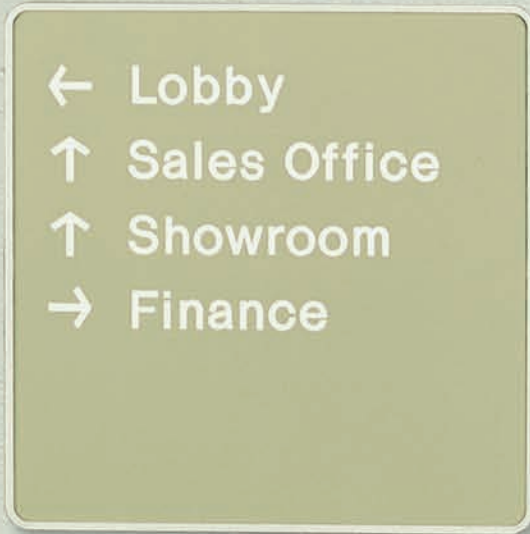 ← Lobby
↑ Sales Office
↑ Showroom
→ Finance